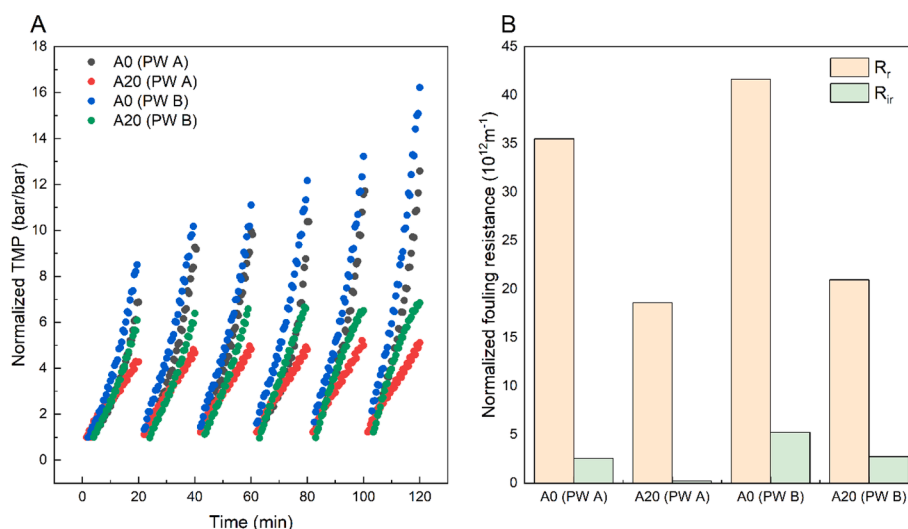 A
A0 (PW A)
A20 (PW A)
A0 (PW B)
A20 (PW B)
Normalized TMP (bar/bar)
18
16
14
12
10
8
6
4
2
0
0 20 40 60 80 100 120
Time (min)
B
Rr
Rir
Normalized fouling resistance (10¹²m⁻¹)
45
40
35
30
25
20
15
10
5
0
A0 (PW A) A20 (PW A) A0 (PW B) A20 (PW B)